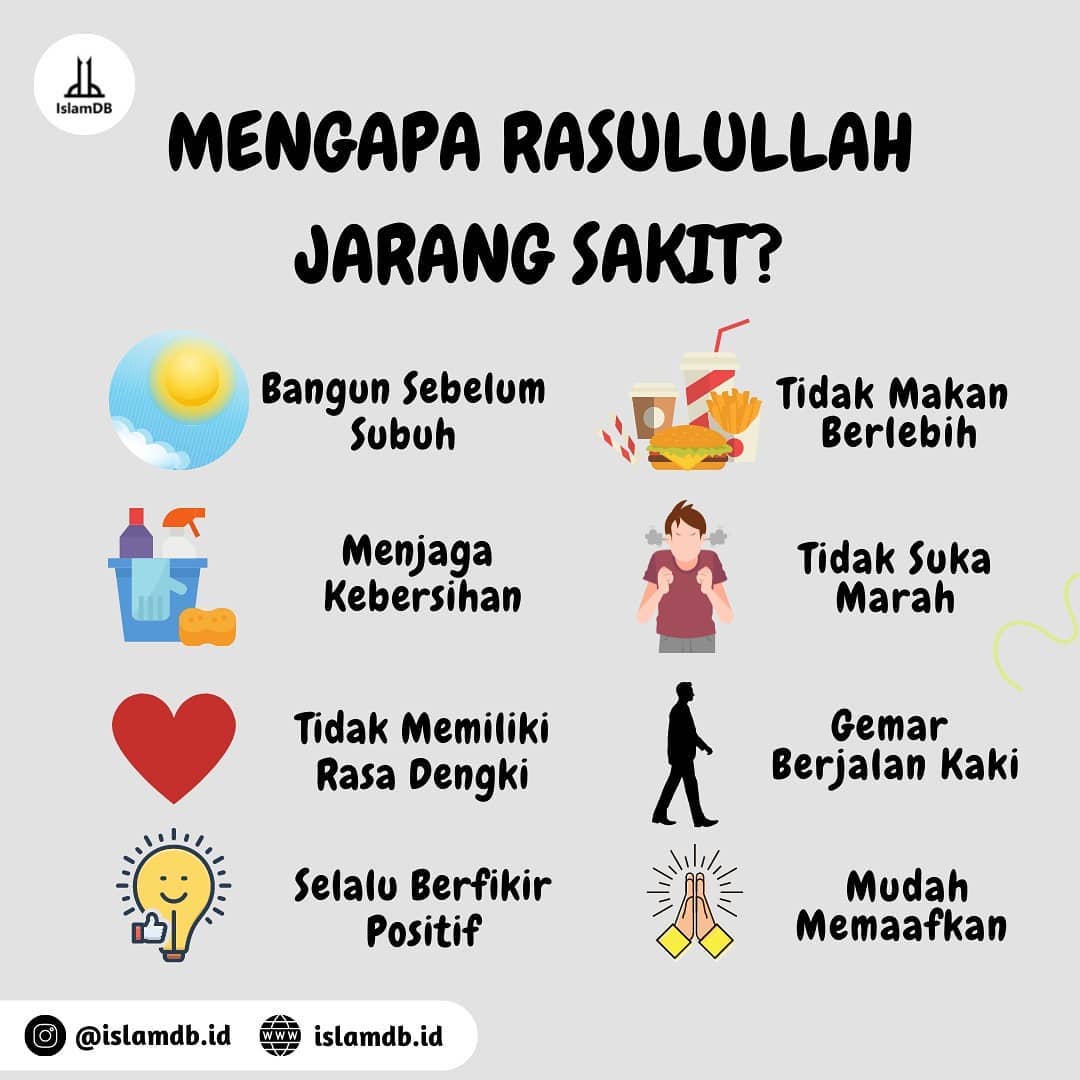 IslamDB
MENGAPA RASULULLAH
JARANG SAKIT?
Bangun Sebelum
Subuh
Tidak Makan
Berlebih
Menjaga
Kebersihan
Tidak Suka
Marah
Tidak Memiliki
Rasa Dengki
Gemar
Berjalan Kaki
Selalu Berfikir
Positif
Mudah
Memaafkan
@islamdb.id
WWW
islamdb.id